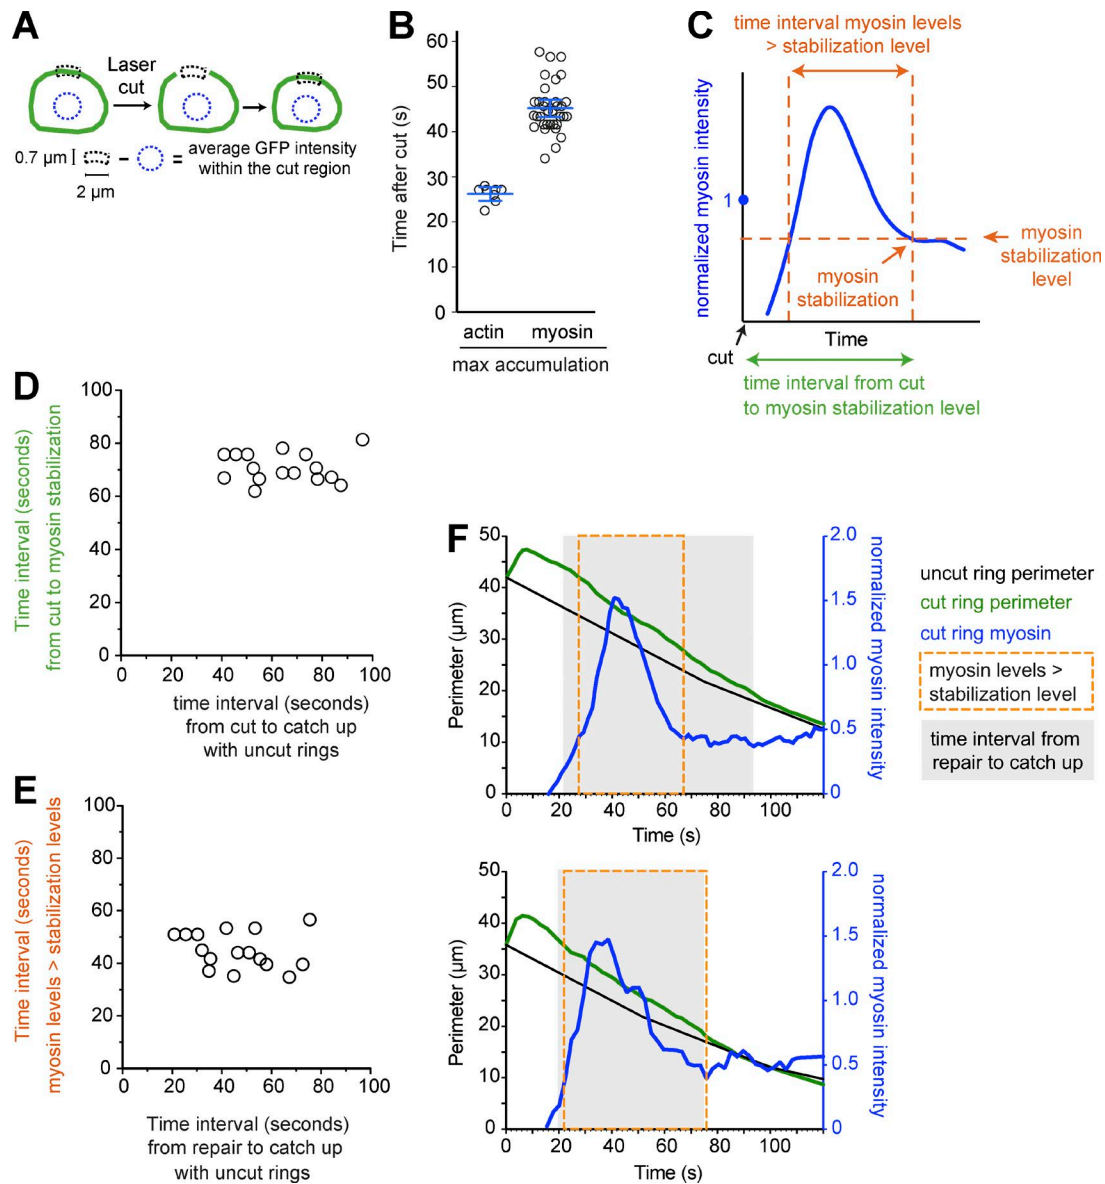 A
Laser
cut
0.7 µm
2 µm
–
=
average GFP intensity
within the cut region
B
Time after cut (s)
60
50
40
30
20
10
0
actin
myosin
max accumulation
C
time interval myosin levels
> stabilization level
normalized myosin intensity
1
myosin
stabilization
level
myosin
stabilization
Time
cut
time interval from cut
to myosin stabilization level
D
Time interval (seconds)
from cut to myosin stabilization
100
80
60
40
20
0
0 20 40 60 80 100
time interval (seconds)
from cut to catch up
with uncut rings
E
Time interval (seconds)
myosin levels > stabilization levels
100
80
60
40
20
0
0 20 40 60 80 100
Time interval (seconds)
from repair to catch up
with uncut rings
F
Perimeter (µm)
50
40
30
20
10
0
0 20 40 60 80 100
Time (s)
2.0
1.5
1.0
0.5
0
normalized myosin intensity
uncut ring perimeter
cut ring perimeter
cut ring myosin
myosin levels >
stabilization level
time interval from
repair to catch up
Perimeter (µm)
50
40
30
20
10
0
0 20 40 60 80 100
Time (s)
2.0
1.5
1.0
0.5
0
normalized myosin intensity